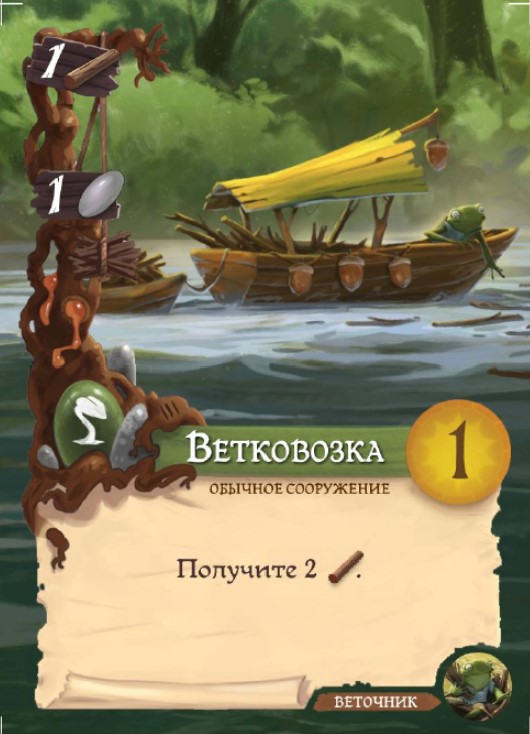 1
1
Ветковозка
1
обычное сооружение
Получите 2 .
Веточник